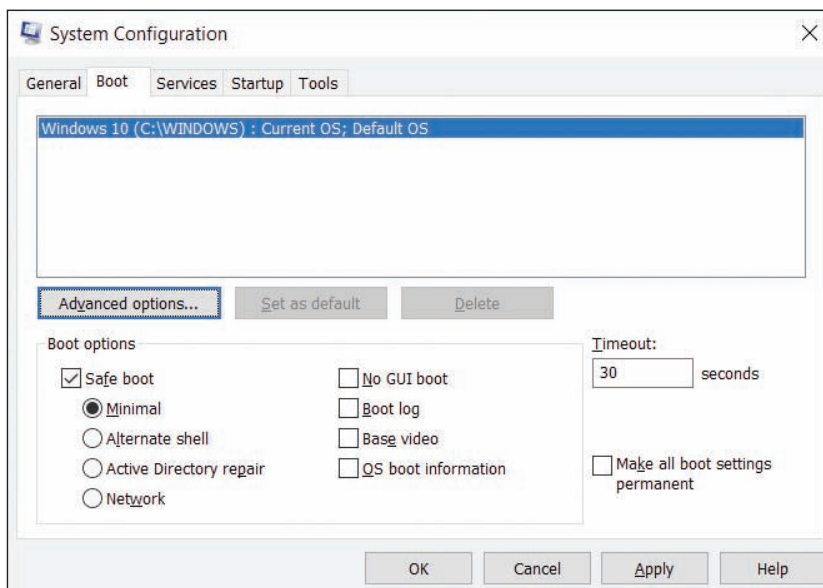 System Configuration
General Boot Services Startup Tools
Windows 10 (C:\WINDOWS) : Current OS; Default OS
Advanced options... Set as default Delete
Boot options
Safe boot
Minimal
Alternate shell
Active Directory repair
Network
No GUI boot
Boot log
Base video
OS boot information
Timeout:
30 seconds
Make all boot settings
permanent
OK Cancel Apply Help